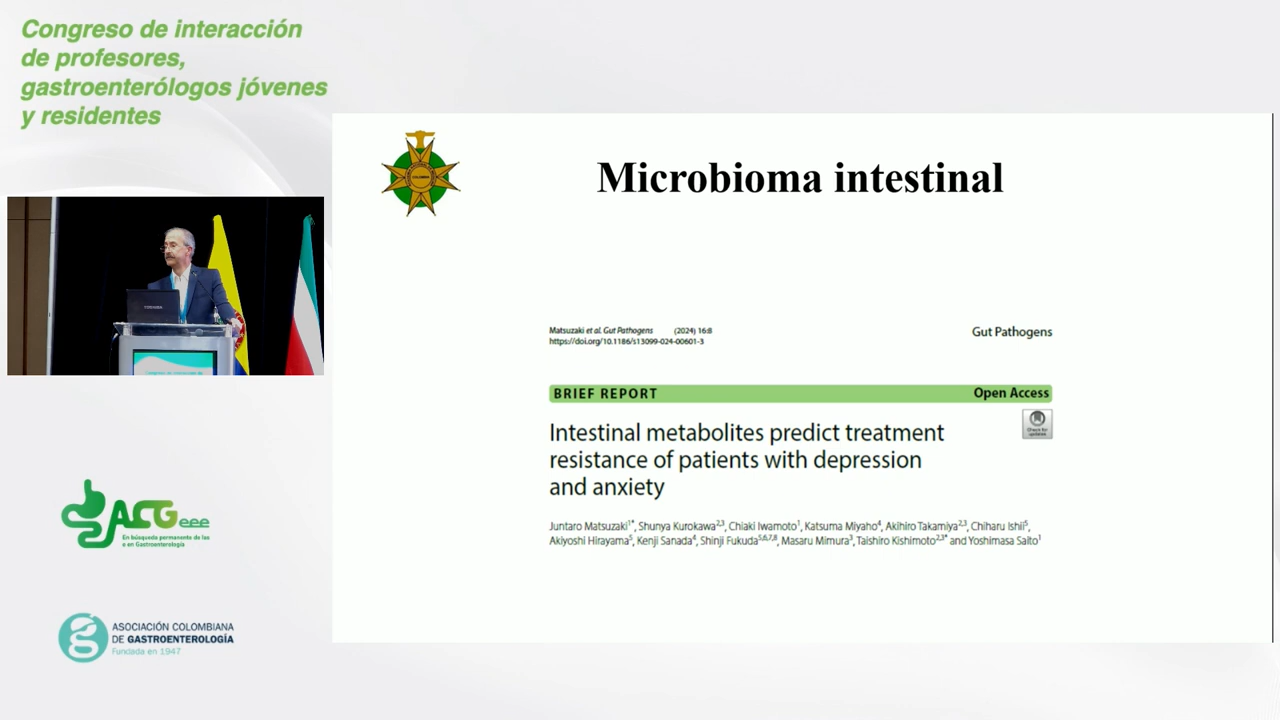 Congreso de interacción
de profesores,
gastroenterólogos jóvenes
y residentes
Microbioma intestinal
Matsuzaki et al. Gut Pathogens (2024) 16:8
https://doi.org/10.1186/s13099-024-00601-3
Gut Pathogens
BRIEF REPORT
Open Access
Check for
updates
Intestinal metabolites predict treatment
resistance of patients with depression
and anxiety
Juntaro Matsuzaki1*, Shunya Kurokawa2,3, Chiaki Iwamoto1, Katsuma Miyaho4, Akihiro Takamiya2,3, Chiharu Ishii5,
Akiyoshi Hirayama5, Kenji Sanada4, Shinji Fukuda5,6,7,8, Masaru Mimura3, Taishiro Kishimoto2,3* and Yoshimasa Saito1
ACGeee
En búsqueda permanente de las
e en Gastroenterología
ASOCIACIÓN COLOMBIANA
DE GASTROENTEROLOGÍA
Fundada en 1947